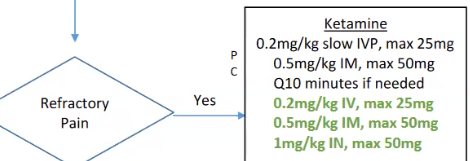 Ketamine
0.2mg/kg slow IVP, max 25mg
0.5mg/kg IM, max 50mg
Q10 minutes if needed
0.2mg/kg IV, max 25mg
0.5mg/kg IM, max 50mg
1mg/kg IN, max 50mg
P
C
Yes
Refractory
Pain